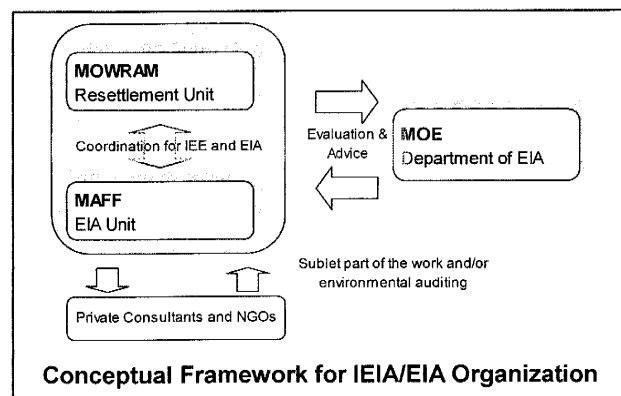 MOWRAM
Resettlement Unit
Coordination for IEE and EIA
MAFF
EIA Unit
Evaluation &
Advice
MOE
Department of EIA
Sublet part of the work and/or
environmental auditing
Private Consultants and NGOs
Conceptual Framework for IEIA/EIA Organization